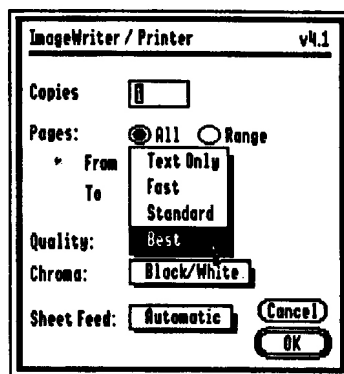 ImageWriter / Printer v4.1
Copies 1
Pages: All Range
* From Text Only
To Fast
Standard
Quality: Best
Chroma: Black/White
Sheet Feed: Automatic Cancel
OK